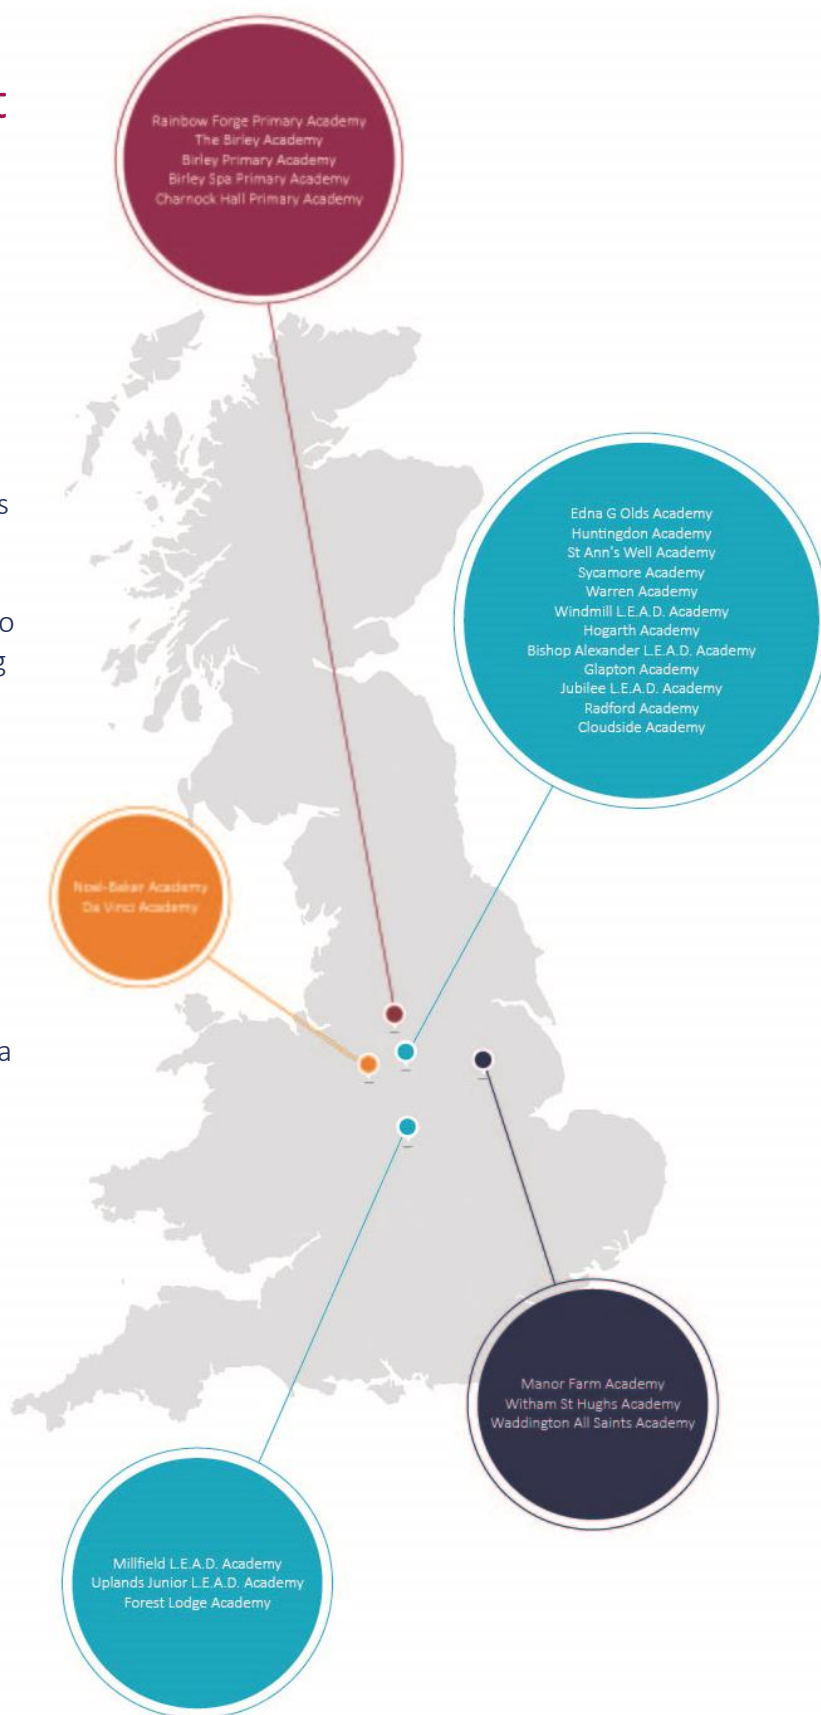 t
Rainbow Forge Primary Academy
The Birley Academy
Birley Primary Academy
Birley Spa Primary Academy
Charnock Hall Primary Academy
s
o
g
Edna G Olds Academy
Huntingdon Academy
St Ann's Well Academy
Sycamore Academy
Warren Academy
Windmill L.E.A.D. Academy
Hogarth Academy
Bishop Alexander L.E.A.D. Academy
Glapton Academy
Jubilee L.E.A.D. Academy
Radford Academy
Cloudside Academy
Noel-Baker Academy
Da Vinci Academy
a
Manor Farm Academy
Witham St Hughs Academy
Waddington All Saints Academy
Millfield L.E.A.D. Academy
Uplands Junior L.E.A.D. Academy
Forest Lodge Academy